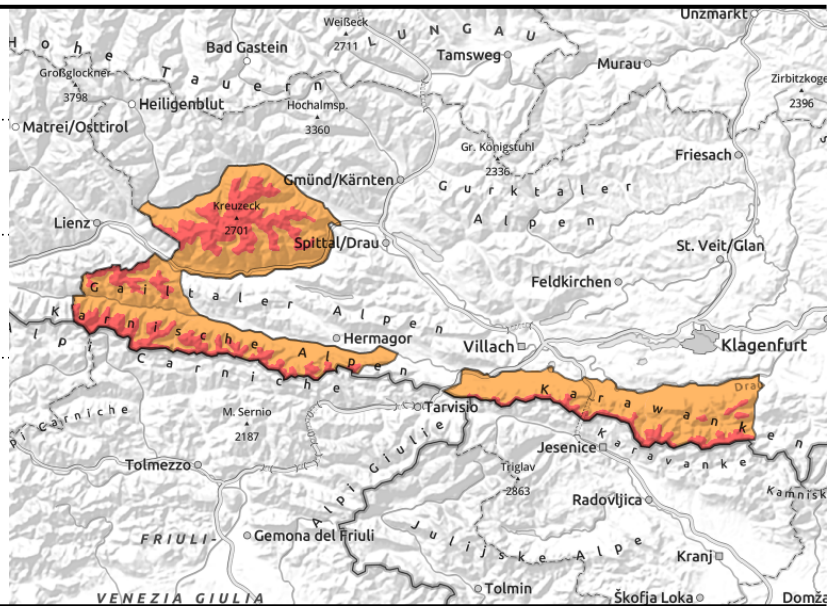 Unzmarkt
Weißeck
2711
LUNGAU
Hohe Tauern
Bad Gastein
Tamsweg
Murau
Großglockner
3798
Heiligenblut
Hochalmsp.
3360
Zirbitzkoge
2396
Matrei/Osttirol
Gr. Königstuhl
2336
Friesach
Gmünd/Kärnten
Gurktaler
Alpen
Kreuzeck
2701
Lienz
Spittal/Drau
St. Veit/Glan
Feldkirchen
Gailtaler Alpen
Karnische Alpen
Hermagor
Villach
Klagenfurt
Alpi Carniche
Dra
Karawanken
pi Carniche
M. Sernio
2187
Tarvisio
Jesenice
Karavanke
Tolmezzo
Alpi Giulie
Triglav
2863
Kamnisk
Radovljica
FRIULI-
Gemona del Friuli
Julijske Alpe
Kranj
VENEZIA GIULIA
Tolmin
Škofja Loka
Domža